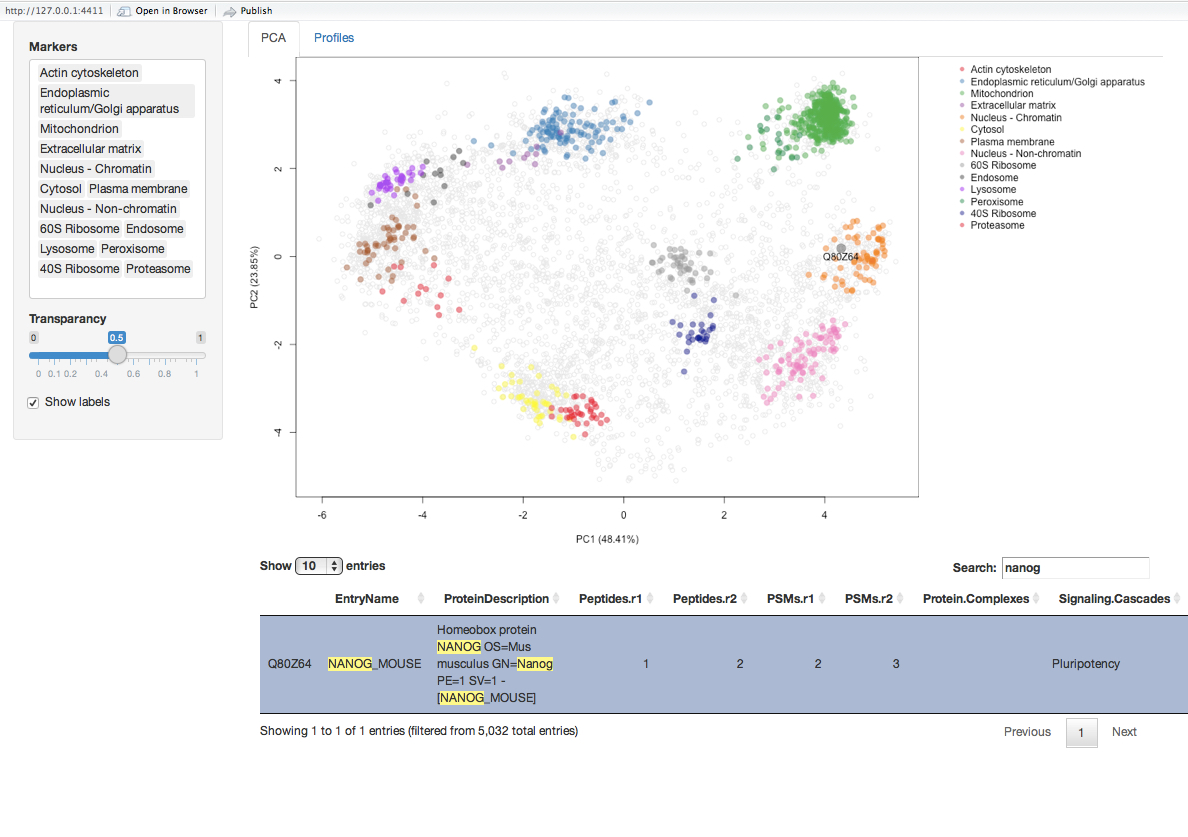 http://127.0.0.1:4411 Open in Browser Publish
Markers
Actin cytoskeleton
Endoplasmic
reticulum/Golgi apparatus
Mitochondrion
Extracellular matrix
Nucleus - Chromatin
Cytosol Plasma membrane
Nucleus - Non-chromatin
60S Ribosome Endosome
Lysosome Peroxisome
40S Ribosome Proteasome
Transparancy
0 0.5 1
0 0.1 0.2 0.4 0.6 0.8 1
Show labels
PCA Profiles
PC2 (23.85%)
4
2
0
-2
-4
Q80Z64
-6 -4 -2 0 2 4
PC1 (48.41%)
Actin cytoskeleton
Endoplasmic reticulum/Golgi apparatus
Mitochondrion
Extracellular matrix
Nucleus - Chromatin
Cytosol
Plasma membrane
Nucleus - Non-chromatin
60S Ribosome
Endosome
Lysosome
Peroxisome
40S Ribosome
Proteasome
Show 10 entries
Search: nanog
EntryName ProteinDescription Peptides.r1 Peptides.r2 PSMs.r1 PSMs.r2 Protein.Complexes Signaling.Cascades
Homeobox protein
NANOG OS=Mus
Q80Z64 NANOG_MOUSE musculus GN=Nanog 1 2 2 3 Pluripotency
PE=1 SV=1 -
[NANOG_MOUSE]
Showing 1 to 1 of 1 entries (filtered from 5,032 total entries)
Previous 1 Next